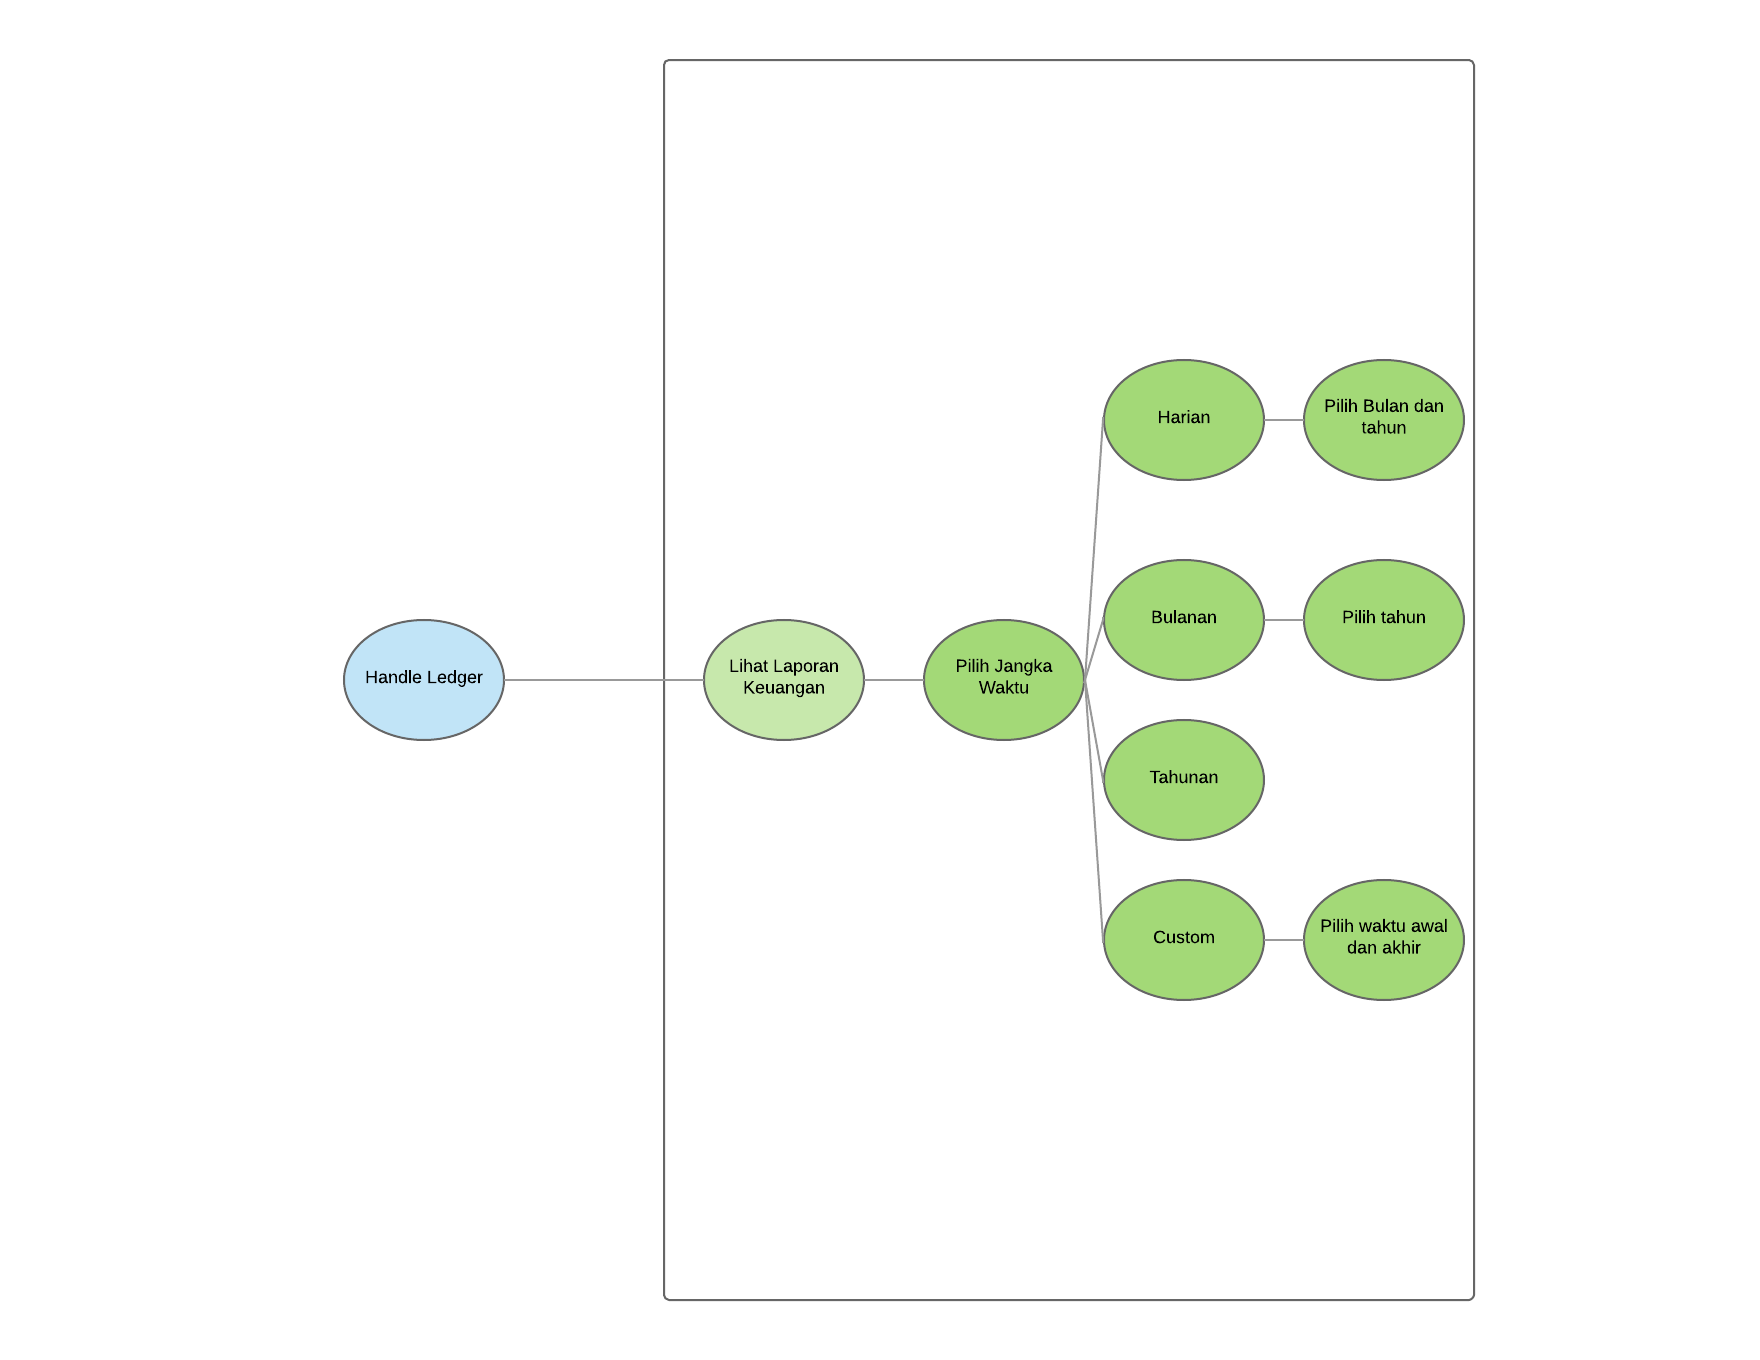 Handle Ledger
Lihat Laporan
Keuangan
Pilih Jangka
Waktu
Harian
Pilih Bulan dan
tahun
Bulanan
Pilih tahun
Tahunan
Custom
Pilih waktu awal
dan akhir